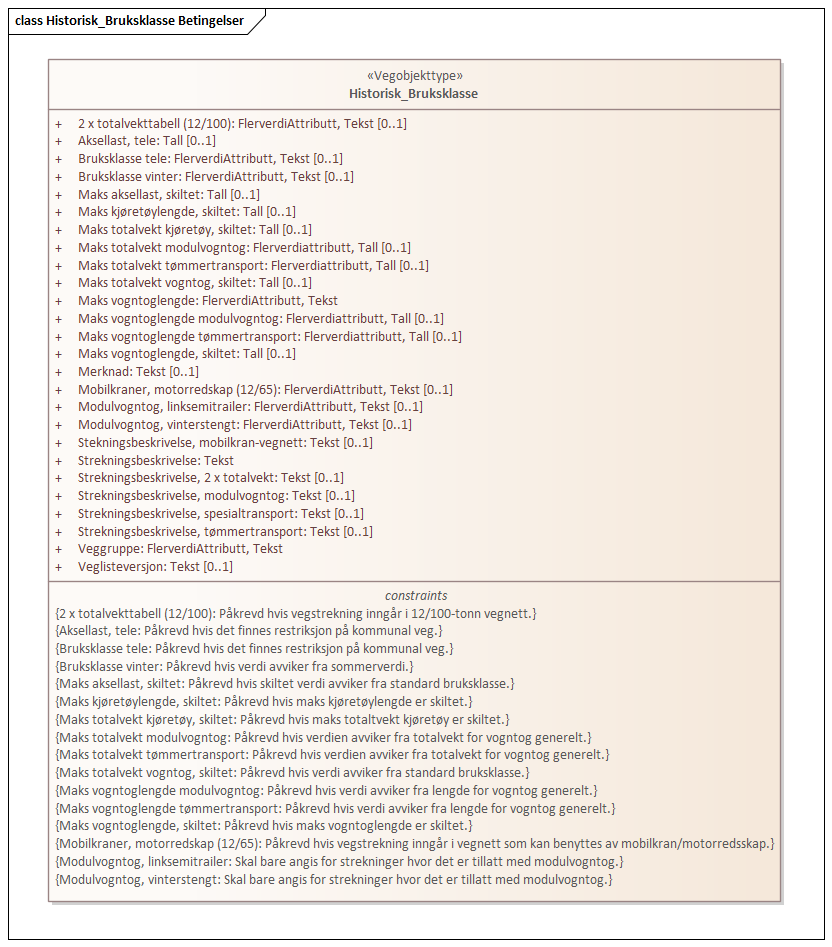 class Historisk_Bruksklasse Betingelser
«Vegobjekttype»
Historisk_Bruksklasse
+ 2 x totalvekttabell (12/100): FlerverdiAttributt, Tekst [0..1]
+ Aksellast, tele: Tall [0..1]
+ Bruksklasse tele: FlerverdiAttributt, Tekst [0..1]
+ Bruksklasse vinter: FlerverdiAttributt, Tekst [0..1]
+ Maks aksellast, skiltet: Tall [0..1]
+ Maks kjøretøylengde, skiltet: Tall [0..1]
+ Maks totalvekt kjøretøy, skiltet: Tall [0..1]
+ Maks totalvekt modulvogntog: Flerverdiattributt, Tall [0..1]
+ Maks totalvekt tømmertransport: Flerverdiattributt, Tall [0..1]
+ Maks totalvekt vogntog, skiltet: Tall [0..1]
+ Maks vogntoglengde: FlerverdiAttributt, Tekst
+ Maks vogntoglengde modulvogntog: Flerverdiattributt, Tall [0..1]
+ Maks vogntoglengde tømmertransport: Flerverdiattributt, Tall [0..1]
+ Maks vogntoglengde, skiltet: Tall [0..1]
+ Merknad: Tekst [0..1]
+ Mobilkraner, motorredskap (12/65): FlerverdiAttributt, Tekst [0..1]
+ Modulvogntog, linksemitrailer: FlerverdiAttributt, Tekst [0..1]
+ Modulvogntog, vinterstengt: FlerverdiAttributt, Tekst [0..1]
+ Stekningsbeskrivelse, mobilkran-vegnett: Tekst [0..1]
+ Strekningsbeskrivelse: Tekst
+ Strekningsbeskrivelse, 2 x totalvekt: Tekst [0..1]
+ Strekningsbeskrivelse, modulvogntog: Tekst [0..1]
+ Strekningsbeskrivelse, spesialtransport: Tekst [0..1]
+ Strekningsbeskrivelse, tømmertransport: Tekst [0..1]
+ Veggruppe: FlerverdiAttributt, Tekst
+ Veglisteversjon: Tekst [0..1]
constraints
{2 x totalvekttabell (12/100): Påkrevd hvis vegstrekning inngår i 12/100-tonn vegnett.}
{Aksellast, tele: Påkrevd hvis det finnes restriksjon på kommunal veg.}
{Bruksklasse tele: Påkrevd hvis det finnes restriksjon på kommunal veg.}
{Bruksklasse vinter: Påkrevd hvis verdi avviker fra sommerverdi.}
{Maks aksellast, skiltet: Påkrevd hvis skiltet verdi avviker fra standard bruksklasse.}
{Maks kjøretøylengde, skiltet: Påkrevd hvis maks kjøretøylengde er skiltet.}
{Maks totalvekt kjøretøy, skiltet: Påkrevd hvis maks totaltvekt kjøretøy er skiltet.}
{Maks totalvekt modulvogntog: Påkrevd hvis verdien avviker fra totalvekt for vogntog generelt.}
{Maks totalvekt tømmertransport: Påkrevd hvis verdien avviker fra totalvekt for vogntog generelt.}
{Maks totalvekt vogntog, skiltet: Påkrevd hvis verdi avviker fra standard bruksklasse.}
{Maks vogntoglengde modulvogntog: Påkrevd hvis verdi avviker fra lengde for vogntog generelt.}
{Maks vogntoglengde tømmertransport: Påkrevd hvis verdi avviker fra lengde for vogntog generelt.}
{Maks vogntoglengde, skiltet: Påkrevd hvis maks vogntoglengde er skiltet.}
{Mobilkraner, motorredskap (12/65): Påkrevd hvis vegstrekning inngår i vegnett som kan benyttes av mobilkran/motorredsskap.}
{Modulvogntog, linksemitrailer: Skal bare angis for strekninger hvor det er tillatt med modulvogntog.}
{Modulvogntog, vinterstengt: Skal bare angis for strekninger hvor det er tillatt med modulvogntog.}